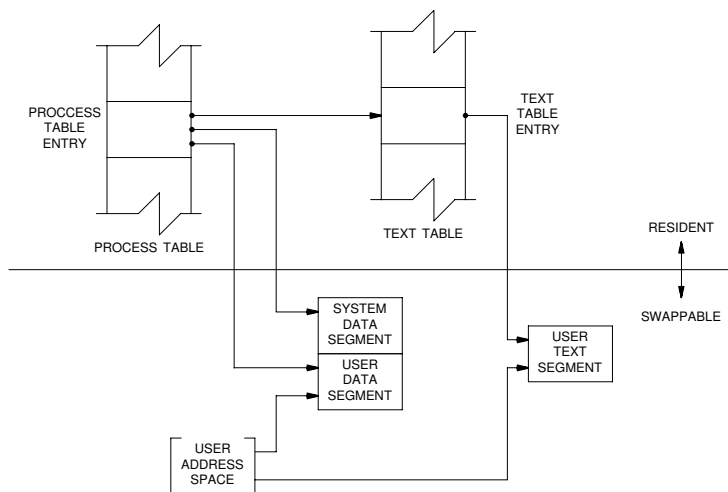 PROCCESS
TABLE
ENTRY
TEXT
TABLE
ENTRY
PROCESS TABLE
TEXT TABLE
RESIDENT
SWAPPABLE
SYSTEM
DATA
SEGMENT
USER
DATA
SEGMENT
USER
TEXT
SEGMENT
USER
ADDRESS
SPACE